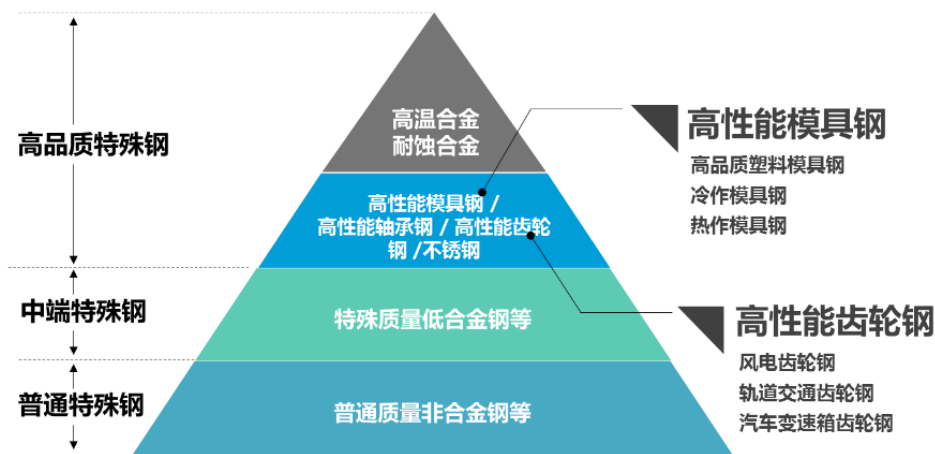 高品质特殊钢
中端特殊钢
普通特殊钢
高温合金
耐蚀合金
高性能模具钢 /
高性能轴承钢 / 高性能齿轮
钢 /不锈钢
特殊质量低合金钢等
普通质量非合金钢等
高性能模具钢
高品质塑料模具钢
冷作模具钢
热作模具钢
高性能齿轮钢
风电齿轮钢
轨道交通齿轮钢
汽车变速箱齿轮钢